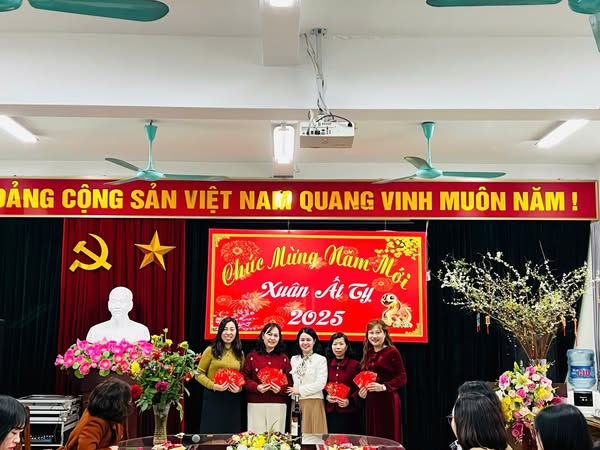 ĐẢNG CỘNG SẢN VIỆT NAM QUANG VINH MUÔN NĂM !
Chúc Mừng Năm Mới
Xuân Ất Tỵ
2025